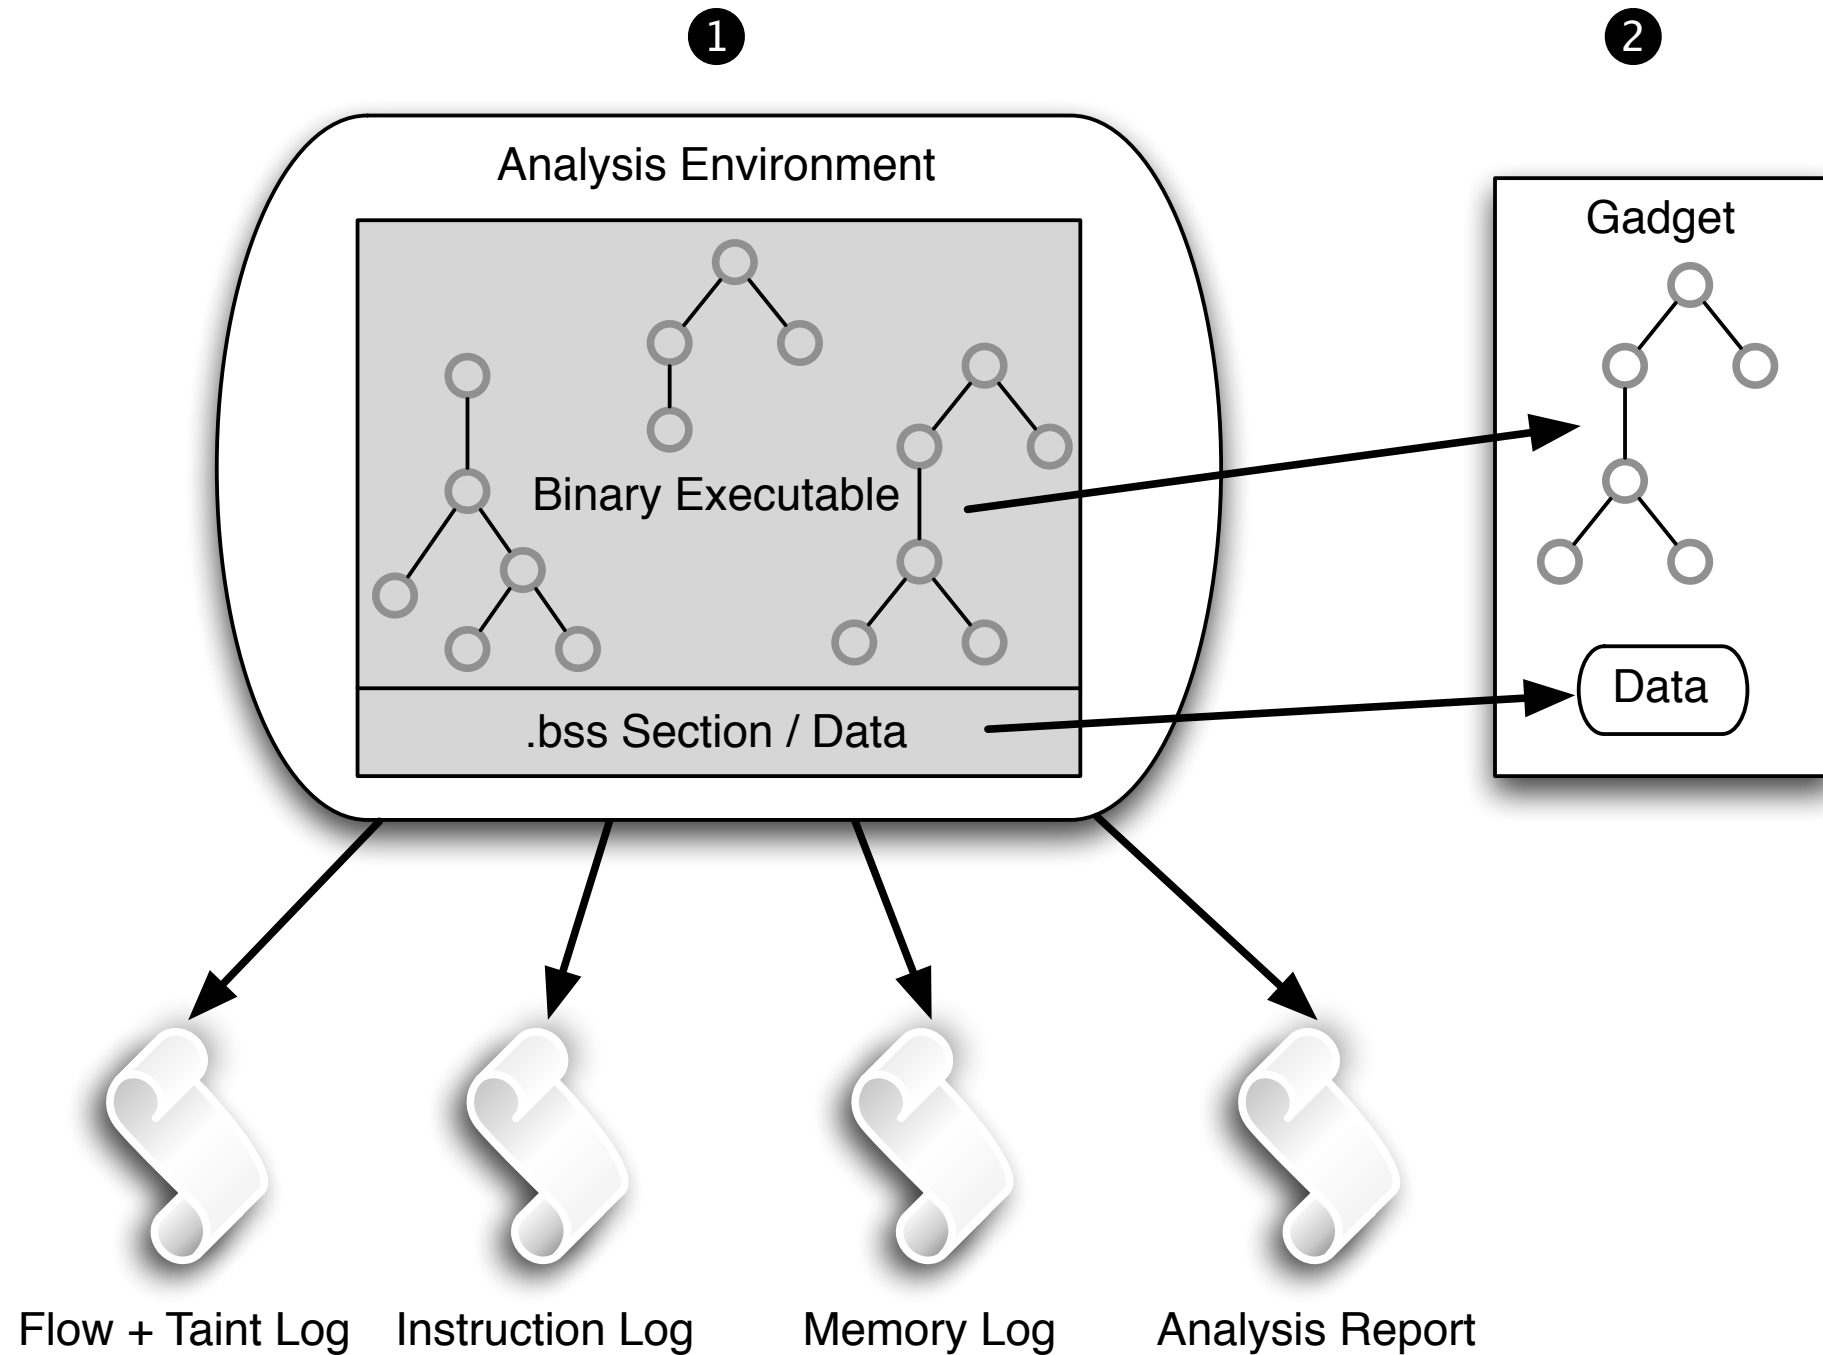 1
2
Analysis Environment
Gadget
Binary Executable
Data
.bss Section / Data
Flow + Taint Log
Instruction Log
Memory Log
Analysis Report